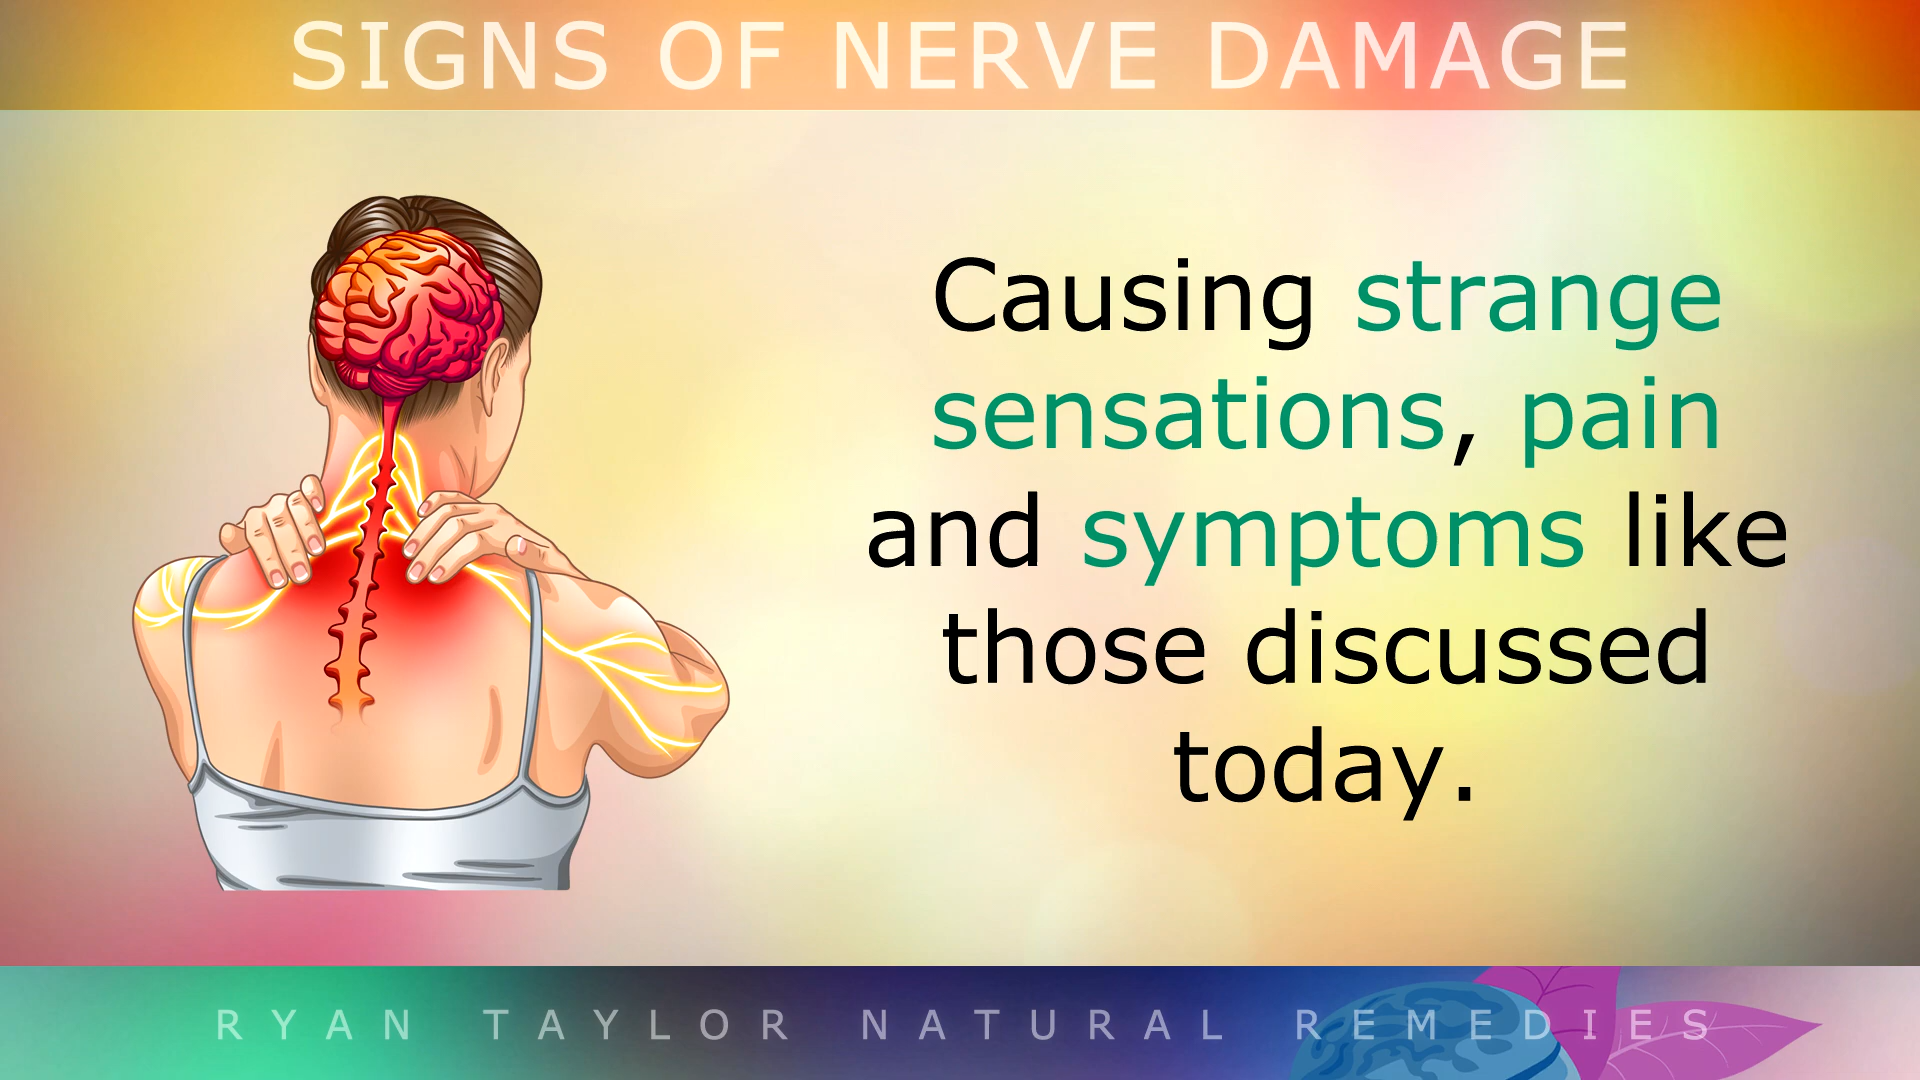 SIGNS OF NERVE DAMAGE
Causing strange
sensations, pain
and symptoms like
those discussed
today.
RYAN TAYLOR NATURAL REMEDIES